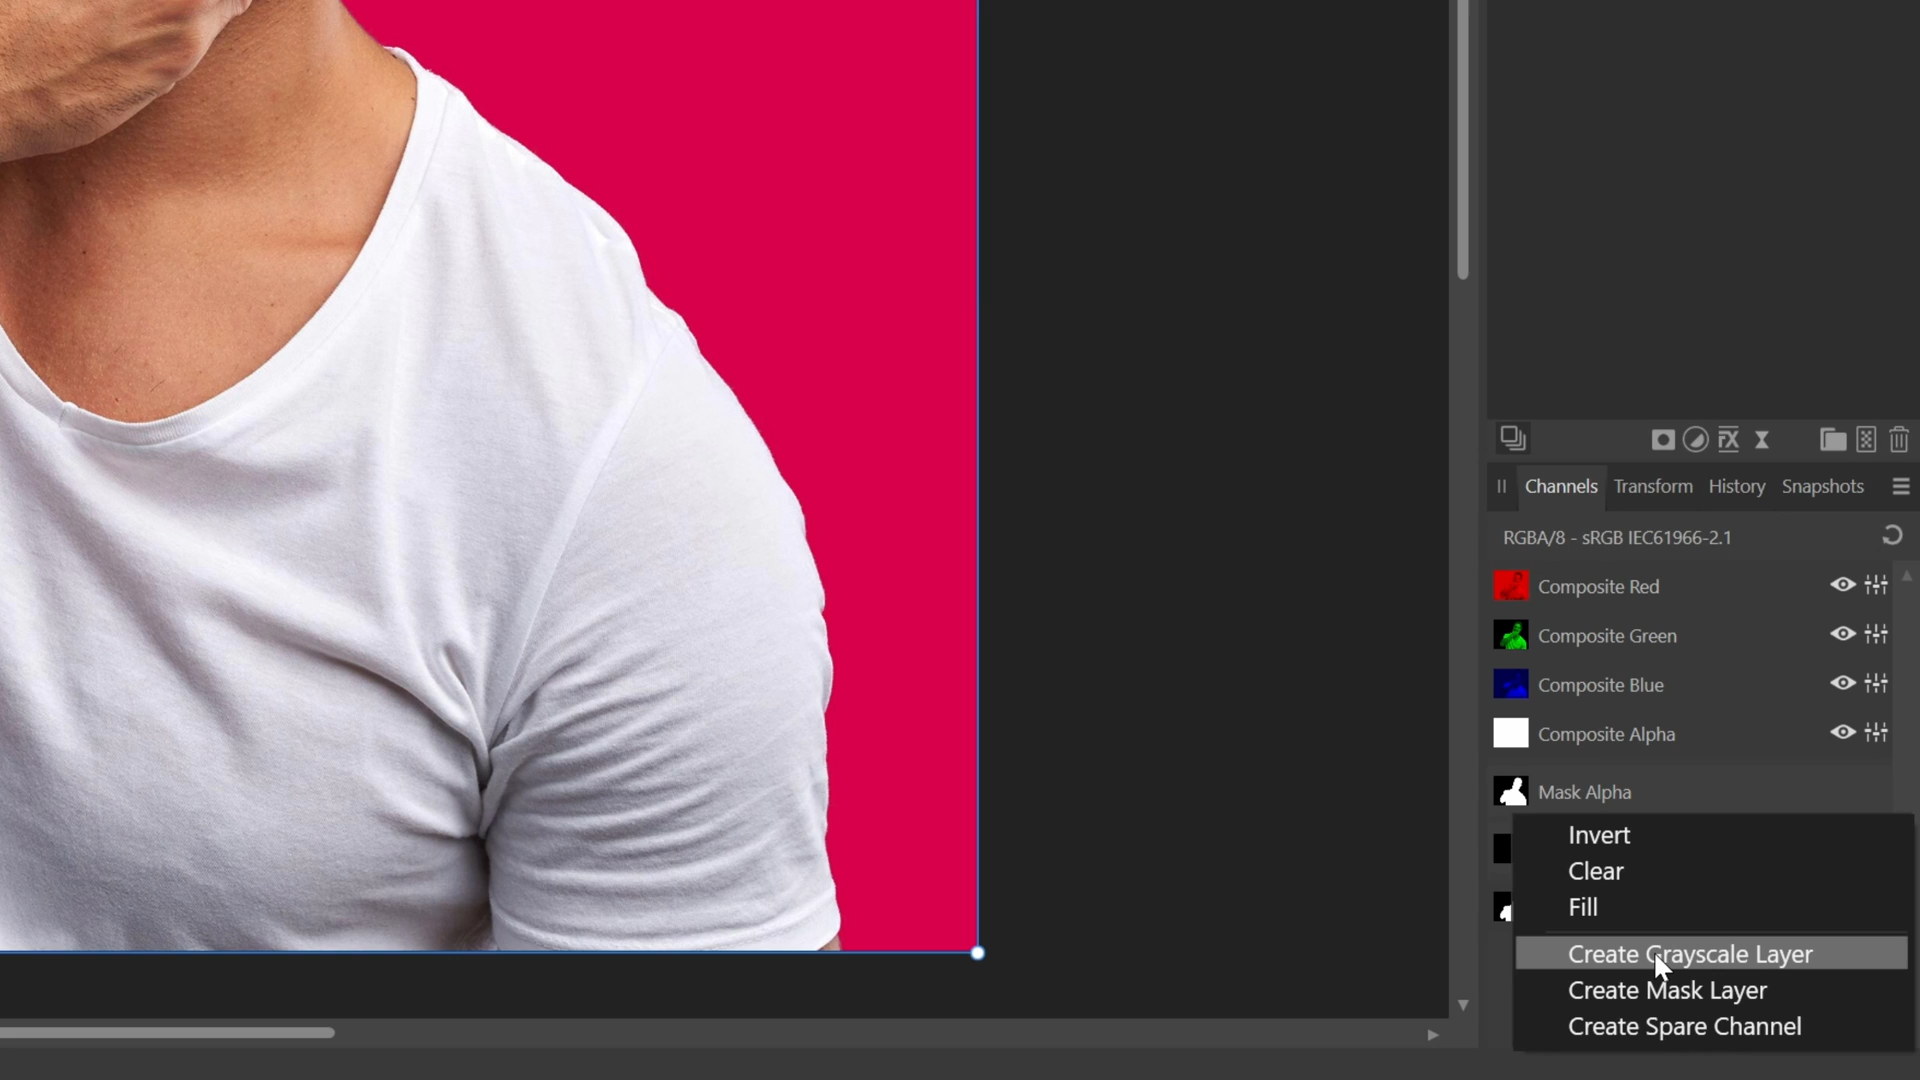 Channels Transform History Snapshots
RGBA/8 - sRGB IEC61966-2.1
Composite Red
Composite Green
Composite Blue
Composite Alpha
Mask Alpha
Invert
Clear
Fill
Create Grayscale Layer
Create Mask Layer
Create Spare Channel